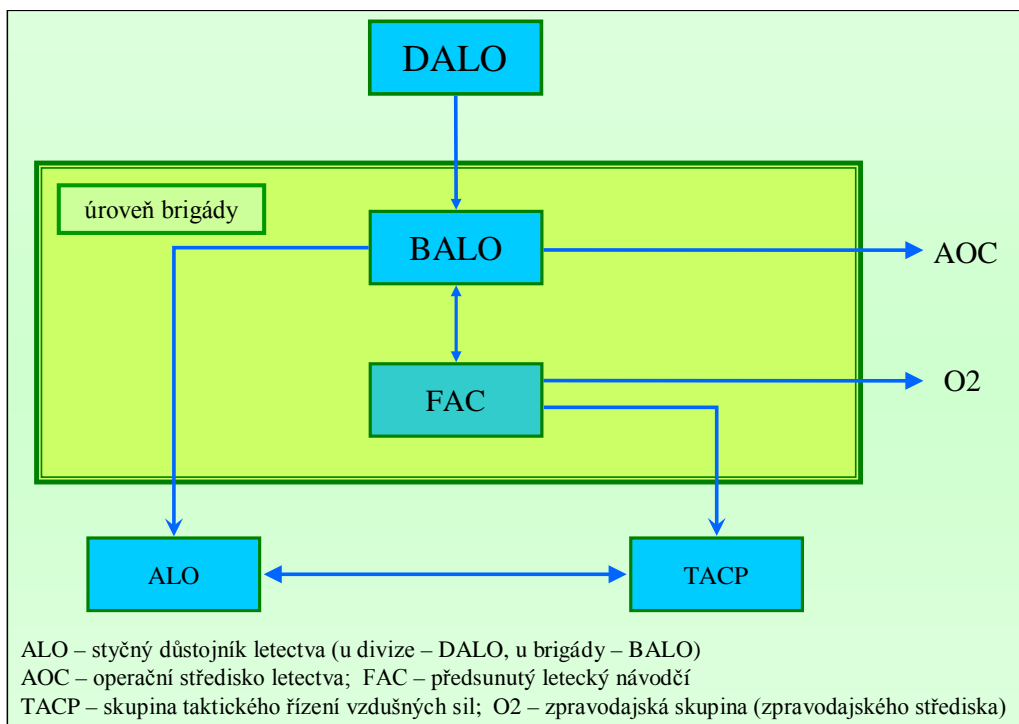 DALO
úroveň brigády
BALO
AOC
FAC
O2
ALO
TACP
ALO – styčný důstojník letectva (u divize – DALO, u brigády – BALO)
AOC – operační středisko letectva; FAC – předsunutý letecký návodčí
TACP – skupina taktického řízení vzdušných sil; O2 – zpravodajská skupina (zpravodajského střediska)